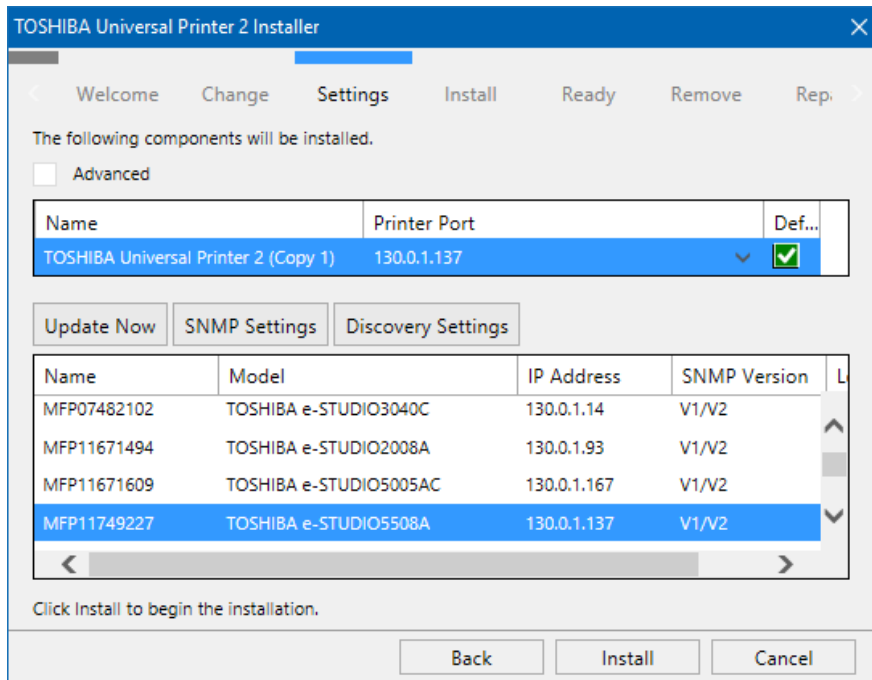 TOSHIBA Universal Printer 2 Installer
Welcome Change Settings Install Ready Remove Repa
The following components will be installed.
Advanced
Name Printer Port Def...
TOSHIBA Universal Printer 2 (Copy 1) 130.0.1.137
Update Now SNMP Settings Discovery Settings
Name Model IP Address SNMP Version L
MFP07482102 TOSHIBA e-STUDIO3040C 130.0.1.14 V1/V2
MFP11671494 TOSHIBA e-STUDIO2008A 130.0.1.93 V1/V2
MFP11671609 TOSHIBA e-STUDIO5005AC 130.0.1.167 V1/V2
MFP11749227 TOSHIBA e-STUDIO5508A 130.0.1.137 V1/V2
Click Install to begin the installation.
Back Install Cancel